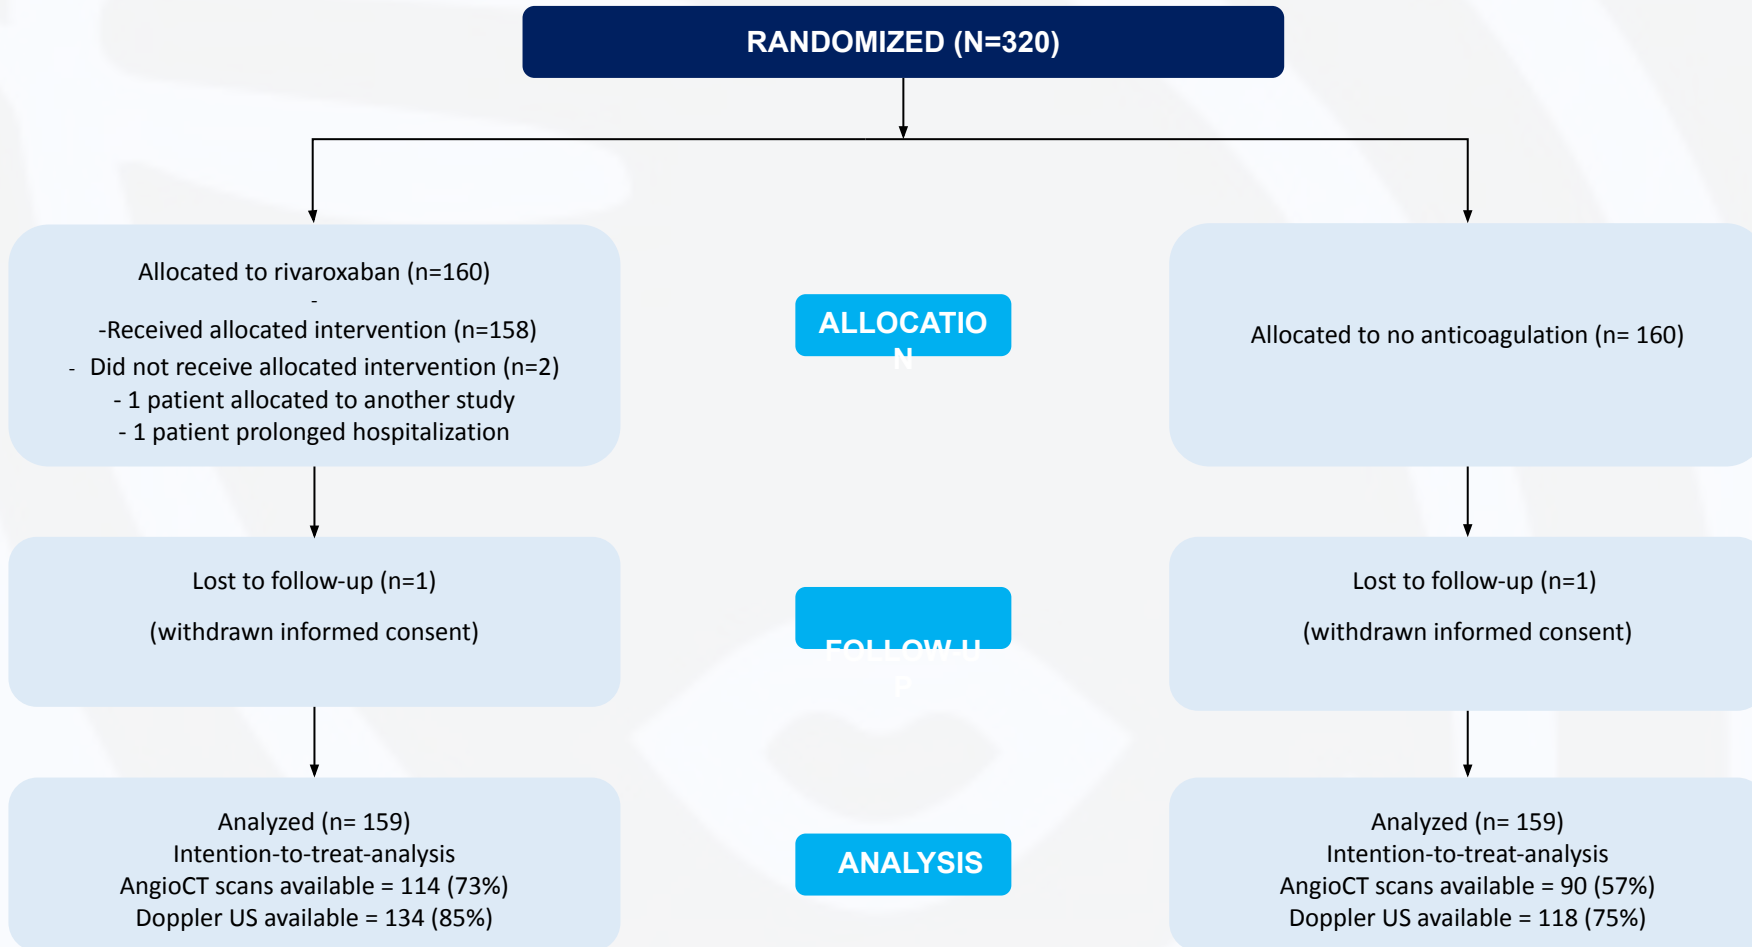 RANDOMIZED (N=320)
Allocated to rivaroxaban (n=160)
-
-Received allocated intervention (n=158)
- Did not receive allocated intervention (n=2)
- 1 patient allocated to another study
- 1 patient prolonged hospitalization
ALLOCATIO
N
Allocated to no anticoagulation (n= 160)
Lost to follow-up (n=1)
(withdrawn informed consent)
FOLLOW-U
P
Lost to follow-up (n=1)
(withdrawn informed consent)
Analyzed (n= 159)
Intention-to-treat-analysis
AngioCT scans available = 114 (73%)
Doppler US available = 134 (85%)
ANALYSIS
Analyzed (n= 159)
Intention-to-treat-analysis
AngioCT scans available = 90 (57%)
Doppler US available = 118 (75%)